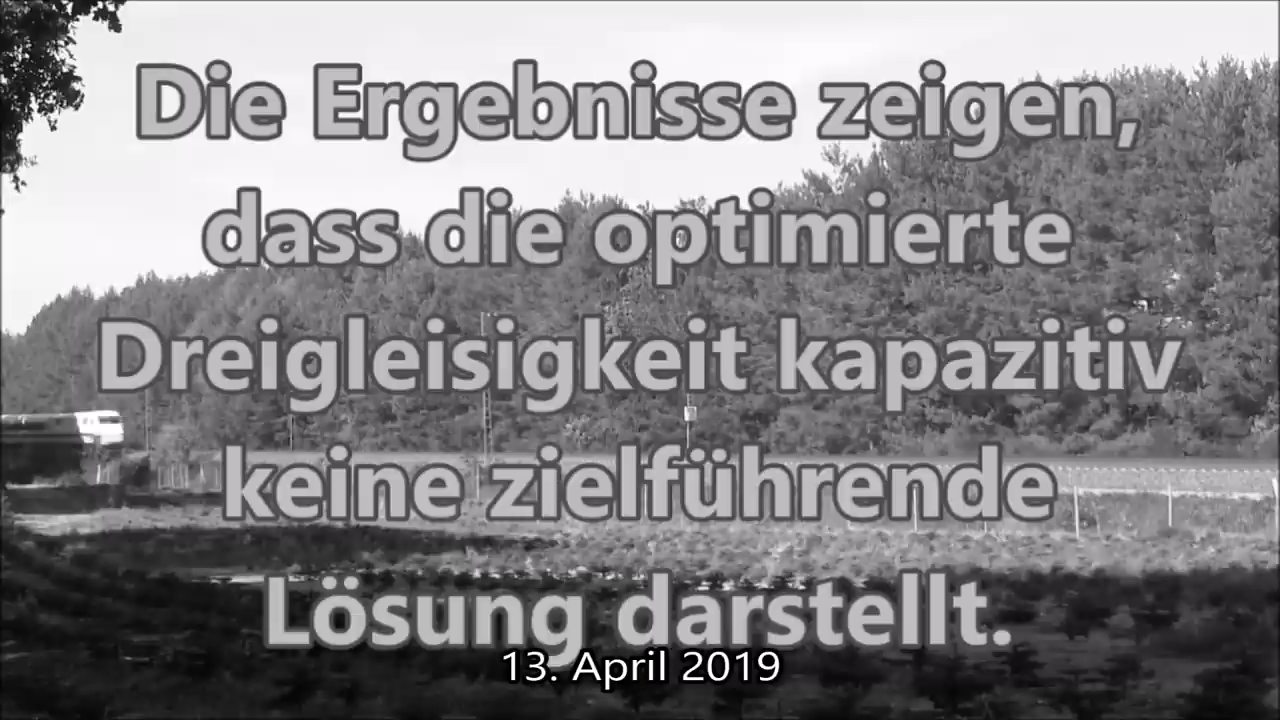 Die Ergebnisse zeigen,
dass die optimierte
Dreigleisigkeit kapazitiv
keine zielführende
Lösung darstellt.
13. April 2019